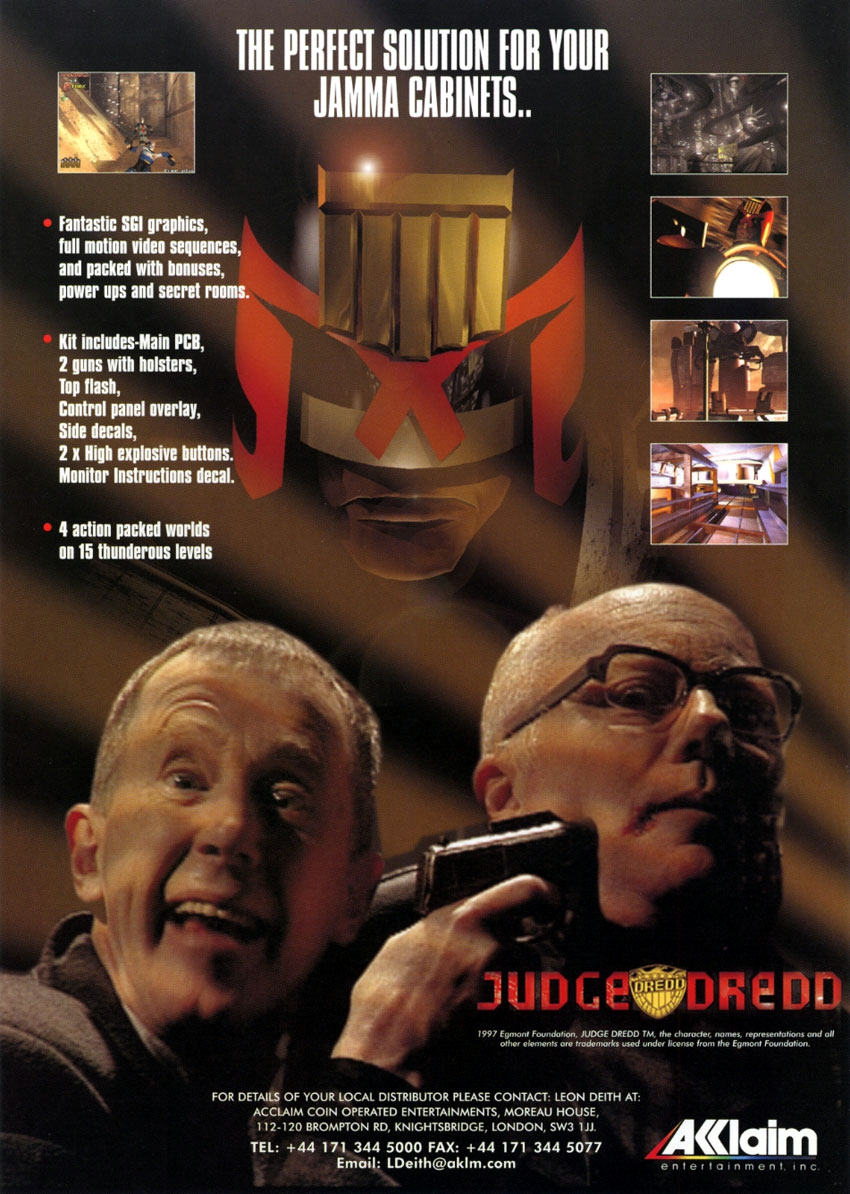 THE PERFECT SOLUTION FOR YOUR
JAMMA CABINETS..
• Fantastic SGI graphics,
full motion video sequences,
and packed with bonuses,
power ups and secret rooms.
• Kit includes-Main PCB,
2 guns with holsters,
Top flash,
Control panel overlay,
Side decals,
2 x High explosive buttons.
Monitor Instructions decal.
• 4 action packed worlds
on 15 thunderous levels
JUDGE DREDD DREDD
1997 Egmont Foundation, JUDGE DREDD TM, the character, names, representations and all
other elements are trademarks used under license from the Egmont Foundation.
FOR DETAILS OF YOUR LOCAL DISTRIBUTOR PLEASE CONTACT: LEON DEITH AT:
ACCLAIM COIN OPERATED ENTERTAINMENTS, MOREAU HOUSE,
112-120 BROMPTON RD, KNIGHTSBRIDGE, LONDON, SW3 1JJ.
TEL: +44 171 344 5000 FAX: +44 171 344 5077
Email: LDeith@aklm.com
AKKlaim
entertainment, inc.